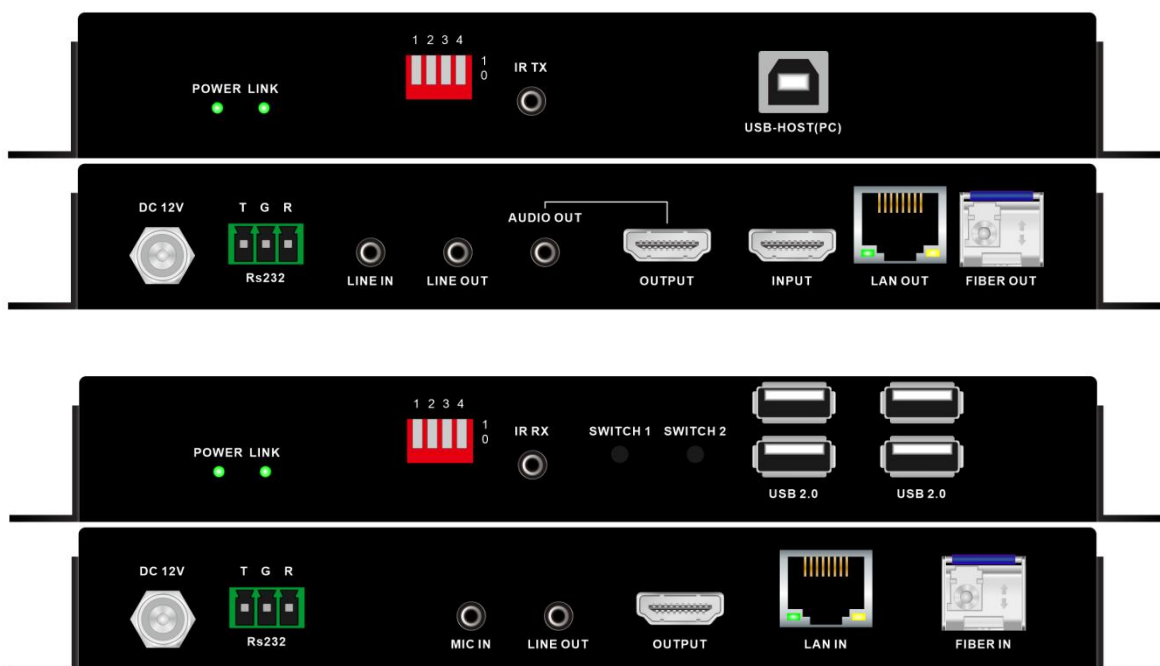 1 2 3 4
1
0
IR TX
POWER LINK
USB-HOST(PC)
DC 12V
T G R
AUDIO OUT
Rs232
LINE IN
LINE OUT
OUTPUT
INPUT
LAN OUT
FIBER OUT
1 2 3 4
1
0
IR RX
SWITCH 1
SWITCH 2
POWER LINK
USB 2.0
USB 2.0
DC 12V
T G R
Rs232
MIC IN
LINE OUT
OUTPUT
LAN IN
FIBER IN